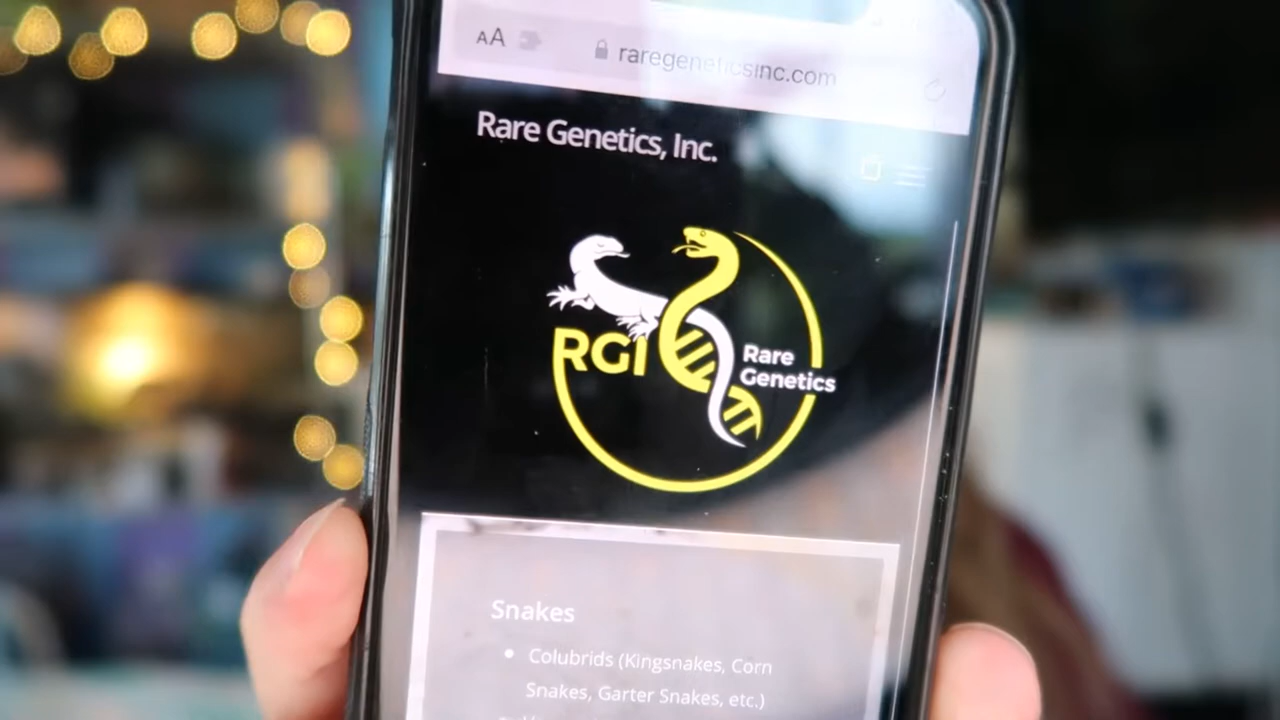 AA
raregeneticsinc.com
Rare Genetics, Inc.
RGI
Rare
Genetics
Snakes
• Colubrids (Kingsnakes, Corn
Snakes, Garter Snakes, etc.)